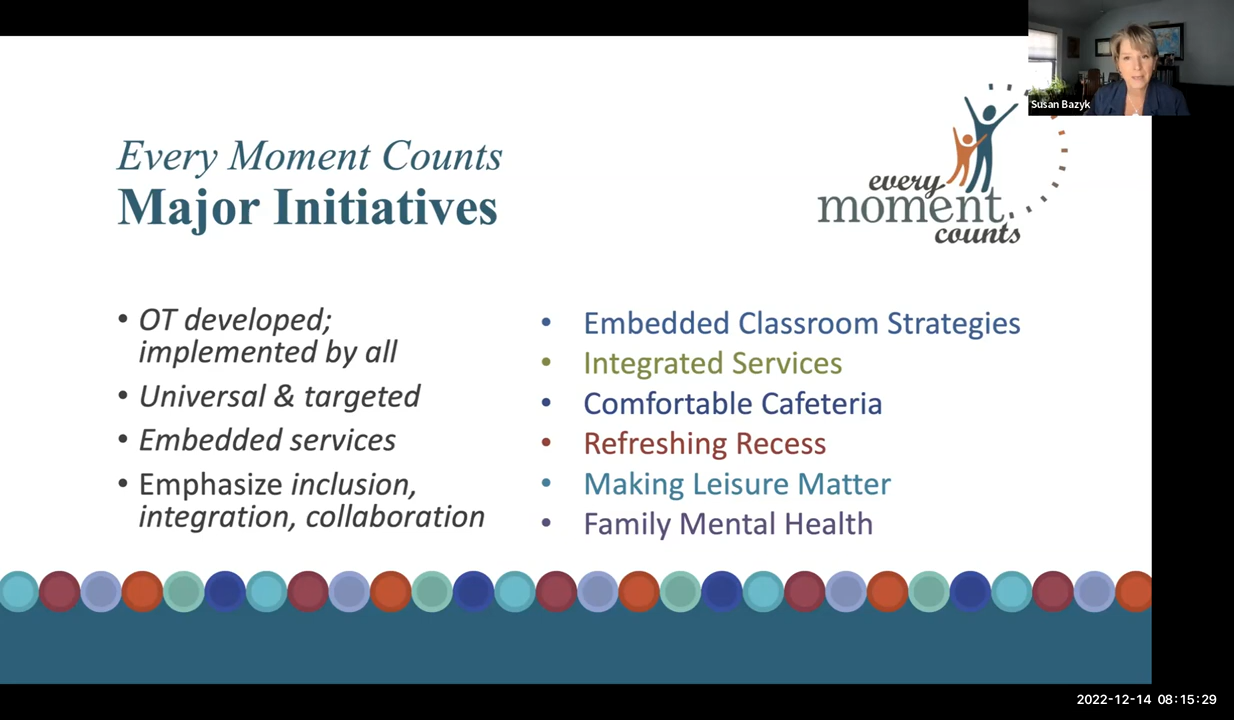 Susan Bazyk
Every Moment Counts
Major Initiatives
every
moment
counts
• OT developed;
implemented by all
• Universal & targeted
• Embedded services
• Emphasize inclusion,
integration, collaboration
• Embedded Classroom Strategies
• Integrated Services
• Comfortable Cafeteria
• Refreshing Recess
• Making Leisure Matter
• Family Mental Health
2022-12-14 08:15:29